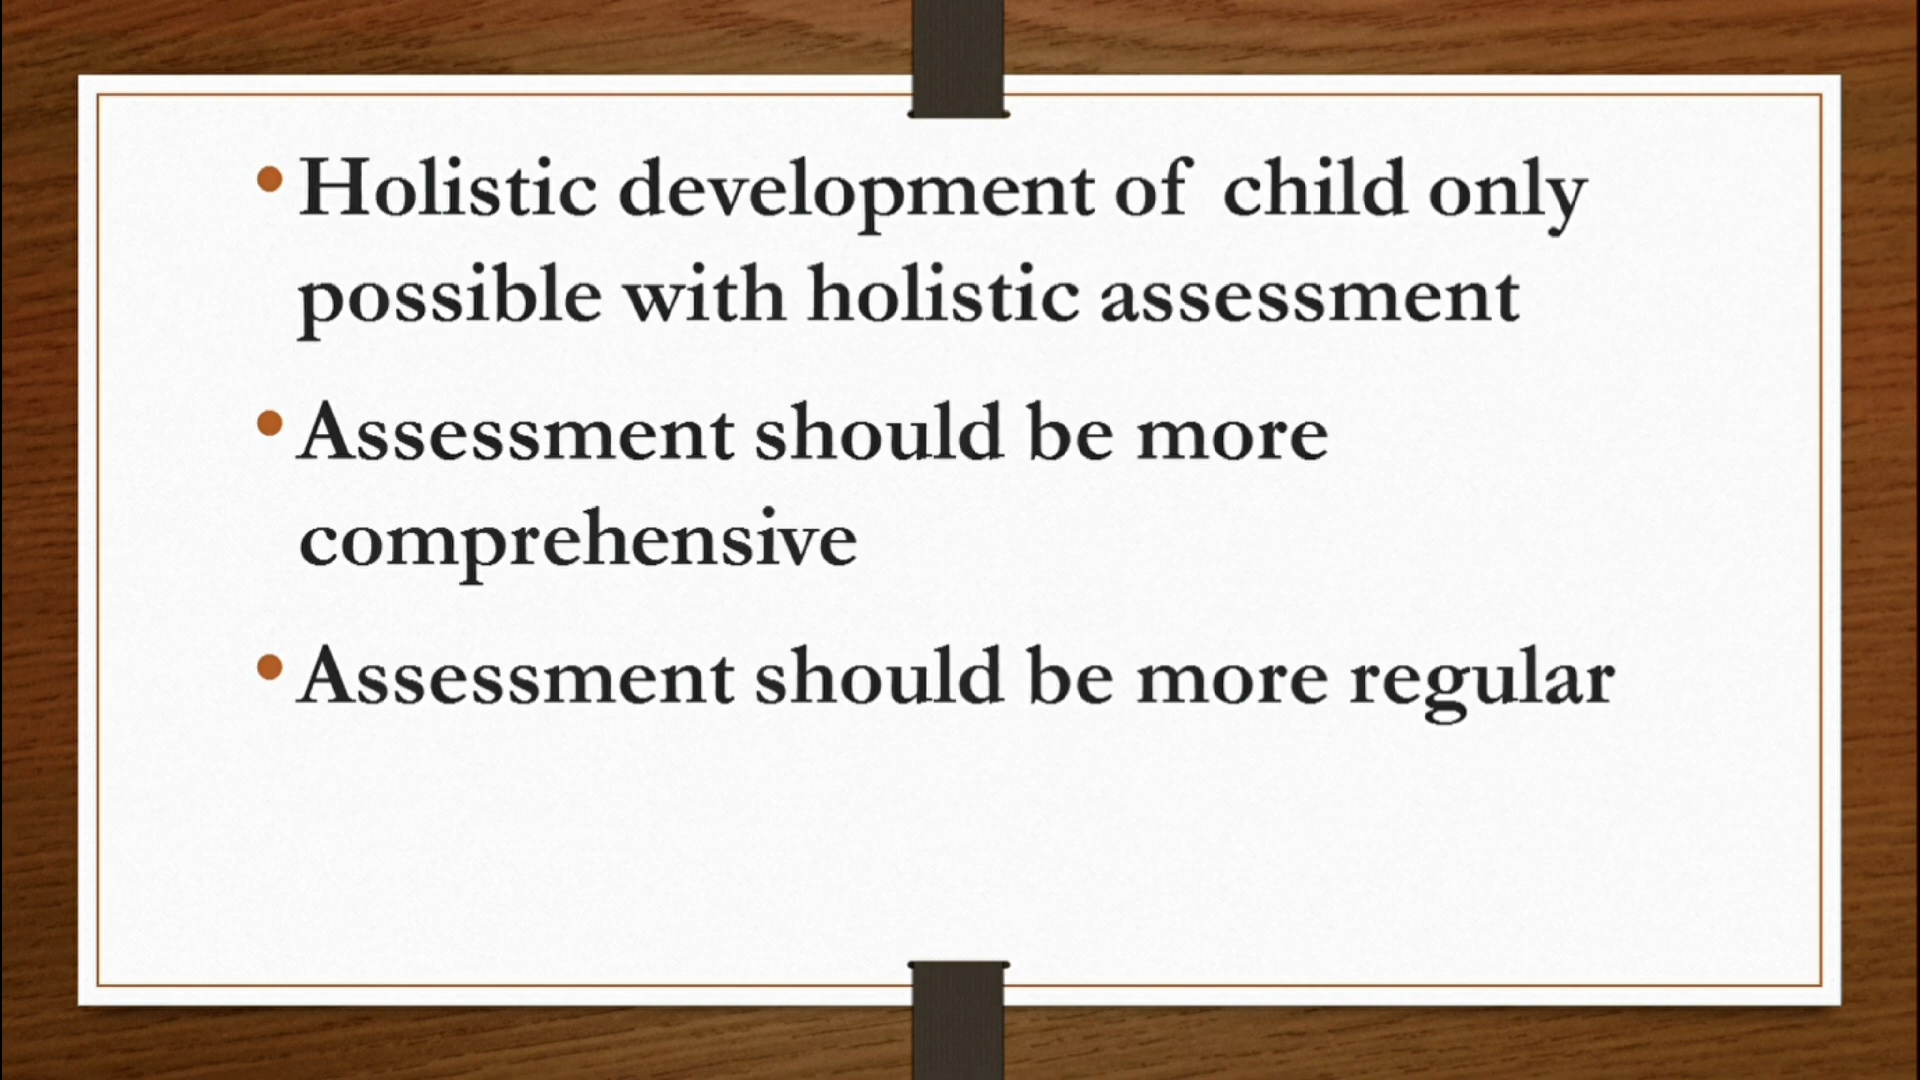 • Holistic development of child only
possible with holistic assessment
• Assessment should be more
comprehensive
• Assessment should be more regular